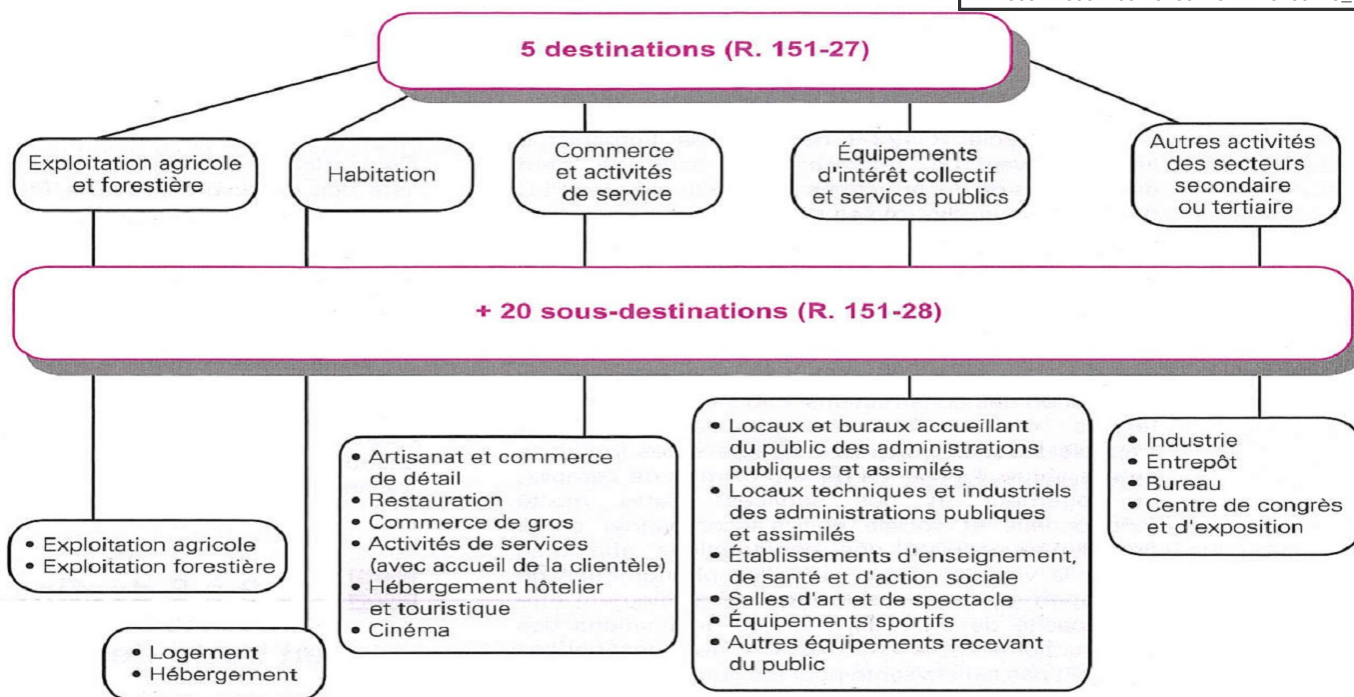 5 destinations (R. 151-27)
Exploitation agricole
et forestière
Habitation
Commerce
et activités
de service
Équipements
d'intérêt collectif
et services publics
Autres activités
des secteurs
secondaire
ou tertiaire
+ 20 sous-destinations (R. 151-28)
• Exploitation agricole
• Exploitation forestière
• Logement
• Hébergement
• Artisanat et commerce
de détail
• Restauration
• Commerce de gros
• Activités de services
(avec accueil de la clientèle)
• Hébergement hôtelier
et touristique
• Cinéma
• Locaux et buraux accueillant
du public des administrations
publiques et assimilés
• Locaux techniques et industriels
des administrations publiques
et assimilés
• Établissements d'enseignement,
de santé et d'action sociale
• Salles d'art et de spectacle
• Équipements sportifs
• Autres équipements recevant
du public
• Industrie
• Entrepôt
• Bureau
• Centre de congrès
et d'exposition